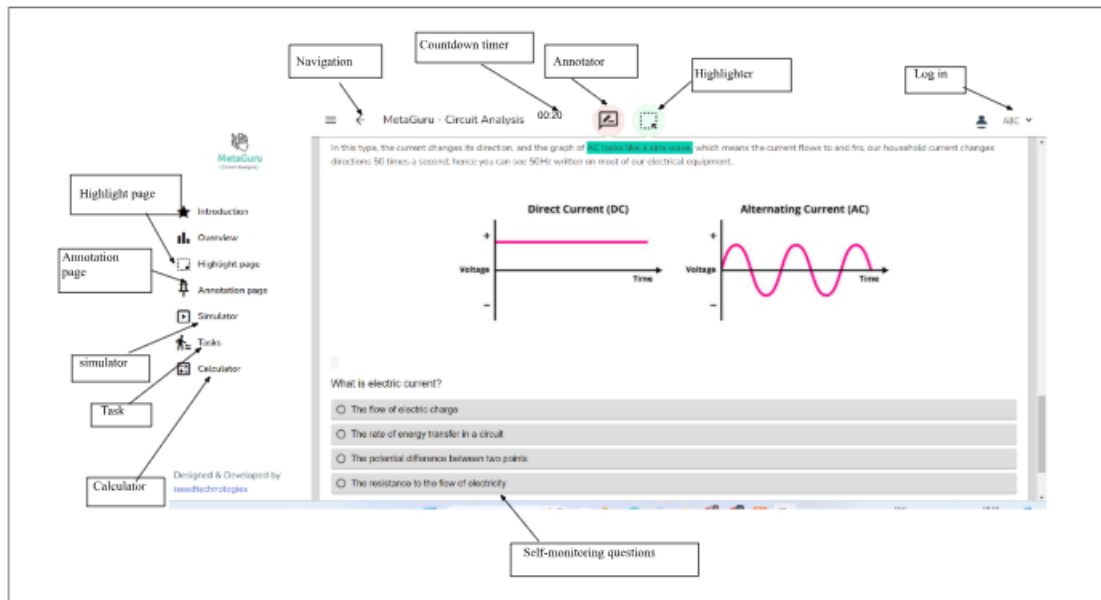 Countdown timer
Navigation
Annotator
Highlighter
Log in
MetaGuru - Circuit Analysis
00:20
ABC
MetaGuru
(Circuit Analysis)
In this type, the current changes its direction, and the graph of AC looks like a sine wave, which means the current flows to and fro, our household current changes
directions 50 times a second; hence you can see 50Hz written on most of our electrical equipment.
Highlight page
Introduction
Overview
Annotation
page
Highlight page
Annotation page
Simulator
simulator
Tasks
Calculator
Task
Calculator
Direct Current (DC)
+
Voltage
Time
−
Alternating Current (AC)
+
Voltage
Time
−
What is electric current?
The flow of electric charge
The rate of energy transfer in a circuit
The potential difference between two points
The resistance to the flow of electricity
Designed & Developed by
Self-monitoring questions